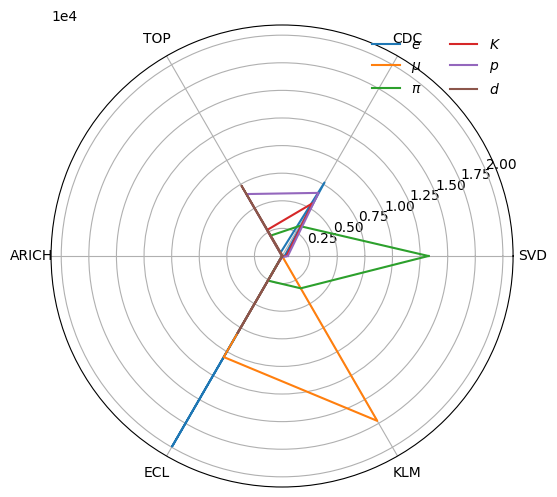 1e4
TOP
CDC
e
K
μ
p
π
d
2.00
1.75
1.50
1.25
1.00
0.75
0.50
0.25
ARICH
SVD
ECL
KLM